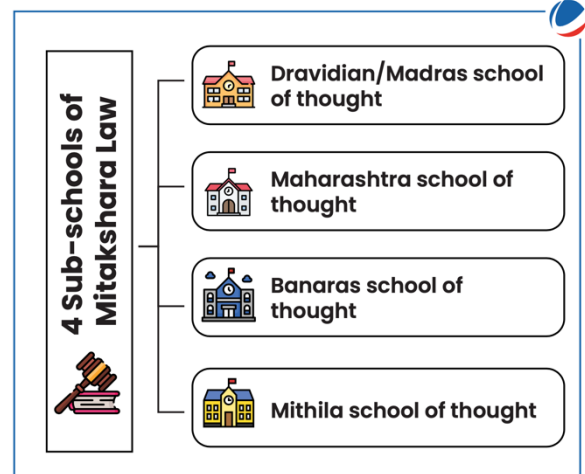 4 Sub-schools of
Mitakshara Law
Dravidian/Madras school
of thought
Maharashtra school of
thought
Banaras school of
thought
Mithila school of thought